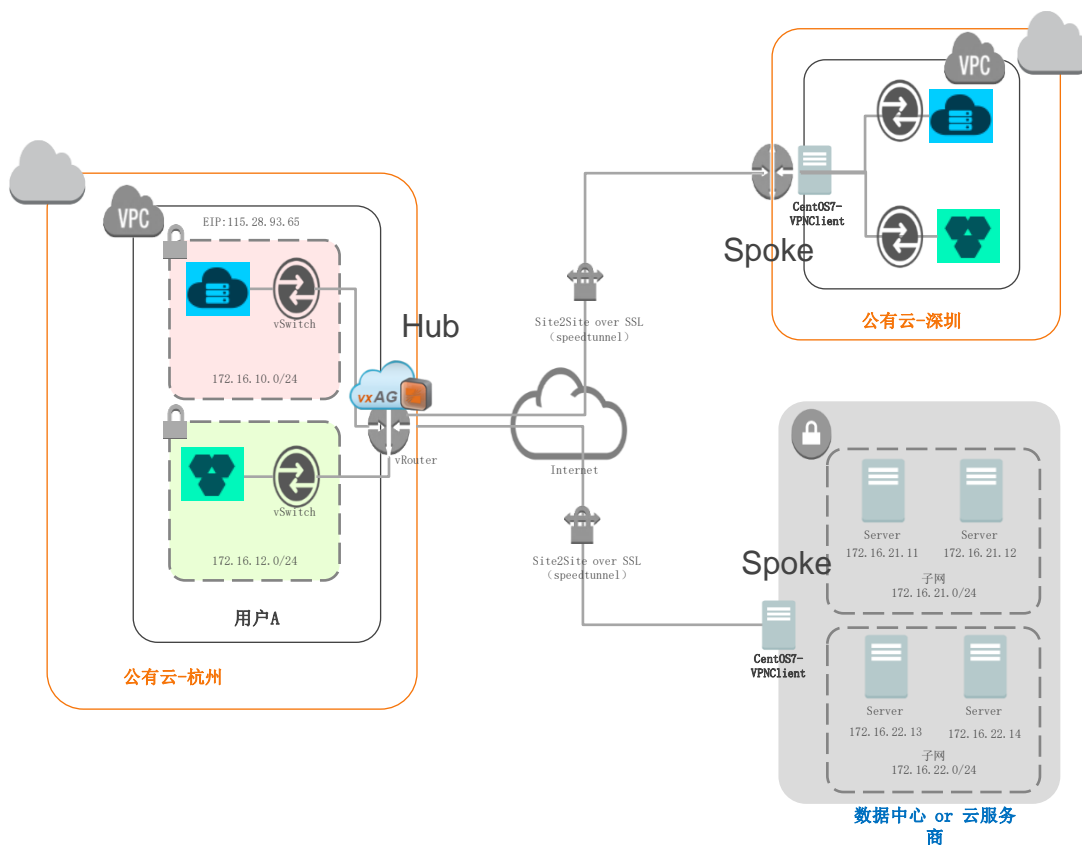 VPC
EIP:115.28.93.65
vSwitch
172.16.10.0/24
vSwitch
172.16.12.0/24
用户A
公有云-杭州
Hub
vxAG
vRouter
Site2Site over SSL
(speedtunnel)
Internet
Site2Site over SSL
(speedtunnel)
VPC
CentOS7-
VPNClient
Spoke
公有云-深圳
Spoke
CentOS7-
VPNClient
Server
Server
172.16.21.11
172.16.21.12
子网
172.16.21.0/24
Server
Server
172.16.22.13
172.16.22.14
子网
172.16.22.0/24
数据中心 or 云服务
商